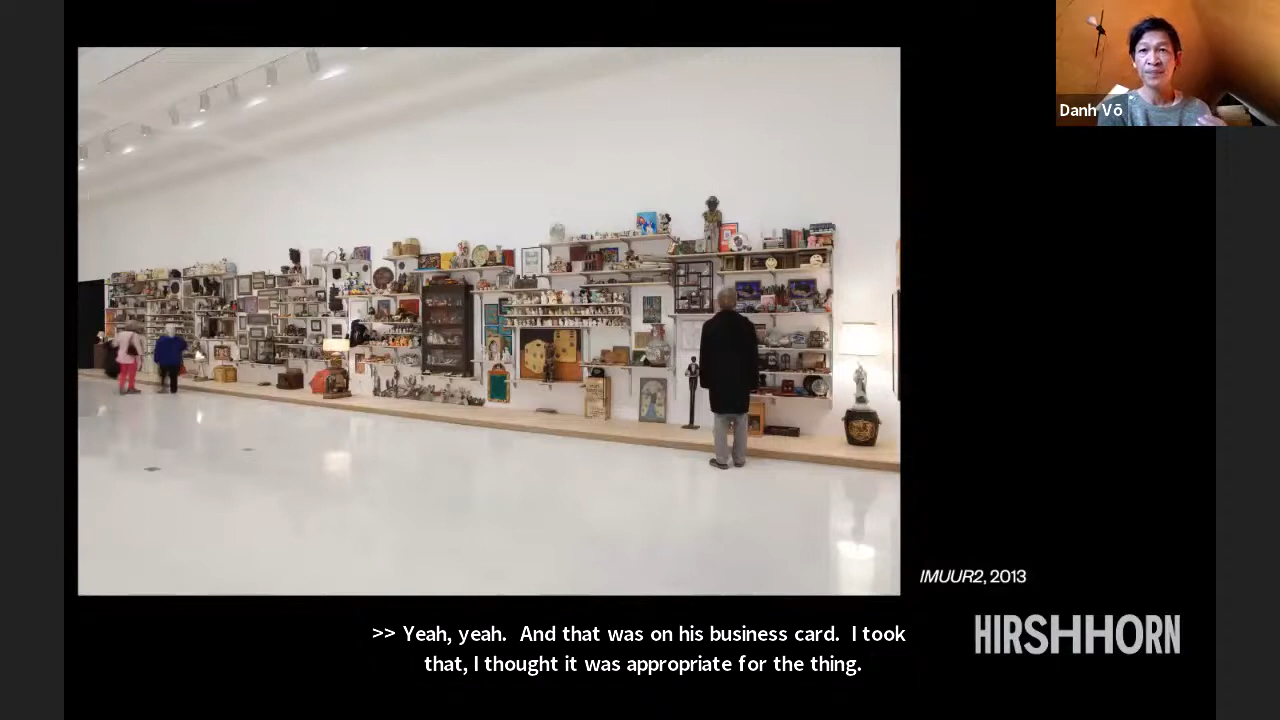 Danh Võ
IMUUR2, 2013
HIRSHHORN
>> Yeah, yeah. And that was on his business card. I took
that, I thought it was appropriate for the thing.